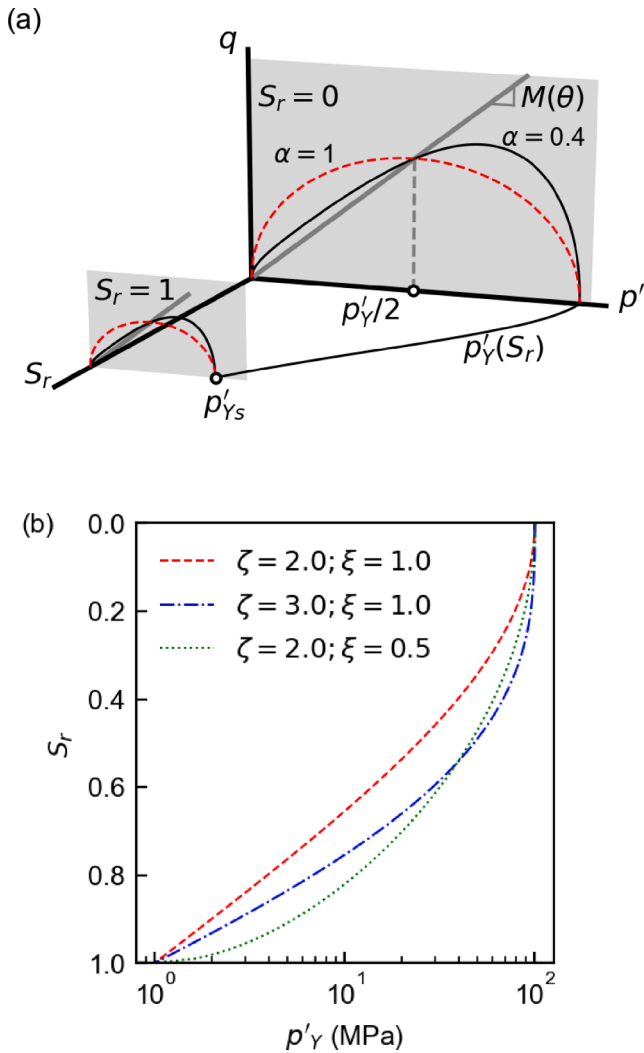 (a)
q
S_r = 0
M(θ)
α = 1
α = 0.4
S_r = 1
p'
p'_Y/2
p'_Y(S_r)
S_r
p'_{Ys}
(b)
0.0
ζ = 2.0; ξ = 1.0
ζ = 3.0; ξ = 1.0
0.2
ζ = 2.0; ξ = 0.5
0.4
S_r
0.6
0.8
1.0
10^0
10^1
10^2
p'_Y (MPa)